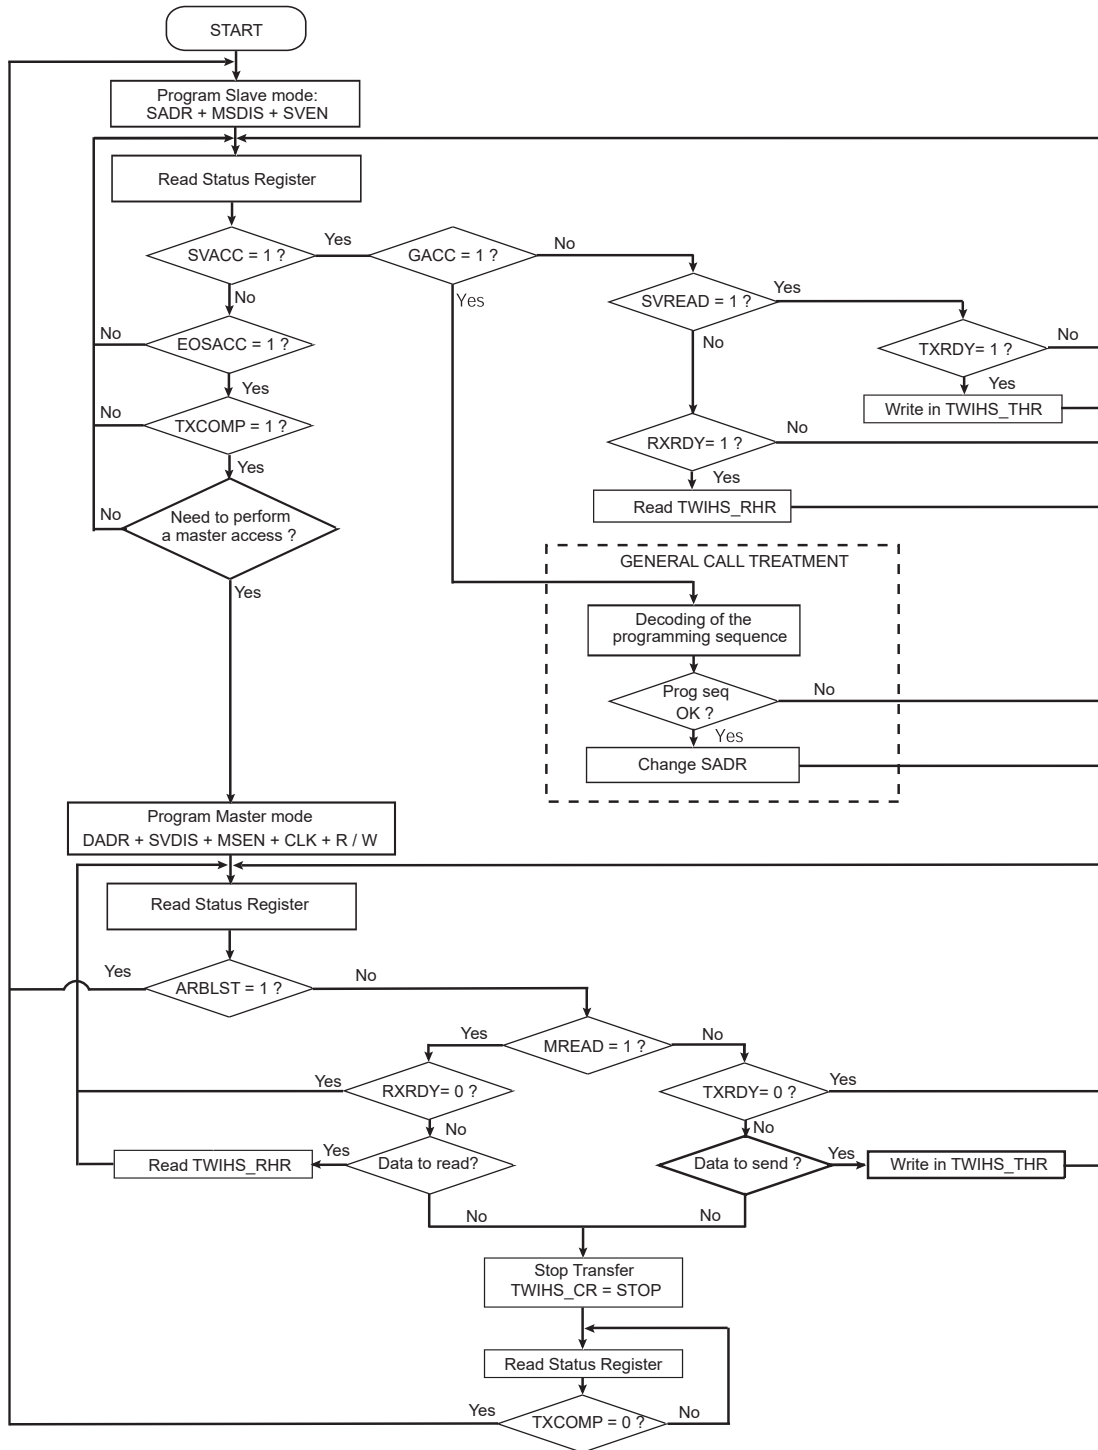 START
Program Slave mode:
SADR + MSDIS + SVEN
Read Status Register
SVACC = 1 ?
Yes
GACC = 1 ?
No
SVREAD = 1 ?
Yes
No
Yes
TXRDY= 1 ?
No
Yes
Write in TWIHS_THR
No
EOSACC = 1 ?
No
Yes
No
TXCOMP = 1 ?
Yes
RXRDY= 1 ?
No
Yes
Read TWIHS_RHR
No
Need to perform
a master access ?
Yes
GENERAL CALL TREATMENT
Decoding of the
programming sequence
Prog seq
OK ?
No
Yes
Change SADR
Program Master mode
DADR + SVDIS + MSEN + CLK + R / W
Read Status Register
Yes
ARBLST = 1 ?
No
Yes
MREAD = 1 ?
No
Yes
RXRDY= 0 ?
TXRDY= 0 ?
Yes
No
No
Read TWIHS_RHR
Yes
Data to read?
Data to send ?
Yes
Write in TWIHS_THR
No
No
Stop Transfer
TWIHS_CR = STOP
Read Status Register
Yes
TXCOMP = 0 ?
No